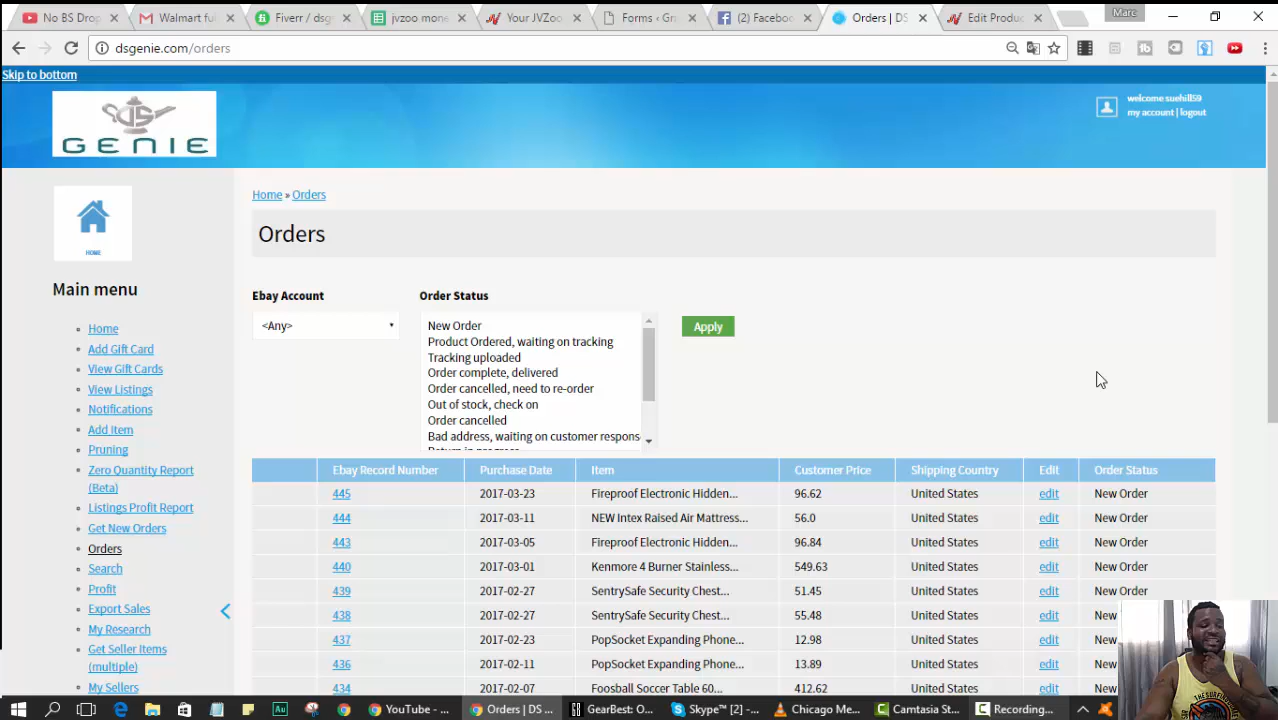 No BS Drop
Walmart ful
Fiverr / dsg
jvzoo mone
Your JVZoo
Forms ‹ Gr
(2) Facebo
Orders | DS
Edit Produc
Marc
dsgenie.com/orders
Skip to bottom
DS
GENIE
welcome suehill59
my account | logout
HOME
Home » Orders
Orders
Main menu
Home
Add Gift Card
View Gift Cards
View Listings
Notifications
Add Item
Pruning
Zero Quantity Report
(Beta)
Listings Profit Report
Get New Orders
Orders
Search
Profit
Export Sales
My Research
Get Seller Items
(multiple)
My Sellers
Ebay Account
<Any>
Order Status
New Order
Product Ordered, waiting on tracking
Tracking uploaded
Order complete, delivered
Order cancelled, need to re-order
Out of stock, check on
Order cancelled
Bad address, waiting on customer respons
Return in progress
Apply
Ebay Record Number Purchase Date Item Customer Price Shipping Country Edit Order Status
445 2017-03-23 Fireproof Electronic Hidden... 96.62 United States edit New Order
444 2017-03-11 NEW Intex Raised Air Mattress... 56.0 United States edit New Order
443 2017-03-05 Fireproof Electronic Hidden... 96.84 United States edit New Order
440 2017-03-01 Kenmore 4 Burner Stainless... 549.63 United States edit New Order
439 2017-02-27 SentrySafe Security Chest... 51.45 United States edit New Order
438 2017-02-27 SentrySafe Security Chest... 55.48 United States edit
437 2017-02-23 PopSocket Expanding Phone... 12.98 United States edit
436 2017-02-11 PopSocket Expanding Phone... 13.89 United States edit
434 2017-02-07 Foosball Soccer Table 60... 412.62 United States edit
YouTube - ...
Orders | DS ...
GearBest: O...
Skype™ [2] - ...
Chicago Me...
Camtasia St...
Recording...